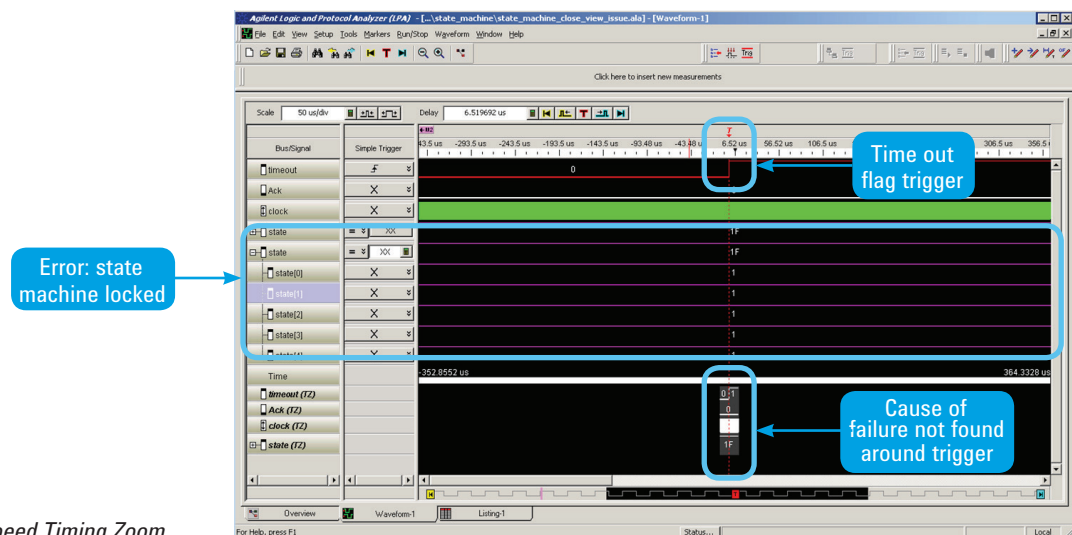 Agilent Logic and Protocol Analyzer (LPA) - [...\state_machine\state_machine_close_view_issue.ala] - [Waveform-1]
File Edit View Setup Tools Markers Run/Stop Waveform Window Help
Click here to insert new measurements
Scale 50 us/div Delay 6.519692 us
M2
Bus/Signal Simple Trigger 43.5 us -293.5 us -243.5 us -193.5 us -143.5 us -93.48 us -43.48 u 6.52 us 56.52 us 106.5 us 306.5 us 356.5
Time out
flag trigger
timeout 0
Ack X
clock X
state = XX 1F
state = XX 1F
state[0] X 1
state[1] X 1
state[2] X 1
state[3] X 1
state[4] X 1
Error: state
machine locked
Time -352.8552 us 364.3328 us
timeout (TZ) 0 1
Ack (TZ) 0
clock (TZ)
state (TZ) 1F
Cause of
failure not found
around trigger
Overview Waveform-1 Listing-1
For Help, press F1 Status... Local
peed Timing Zoom